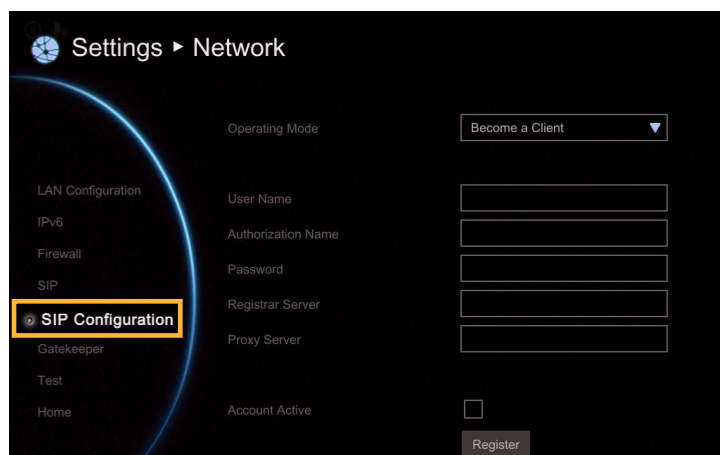 Settings ► Network
Operating Mode
Become a Client
LAN Configuration
User Name
IPv6
Authorization Name
Firewall
Password
SIP
Registrar Server
SIP Configuration
Proxy Server
Gatekeeper
Test
Home
Account Active
Register